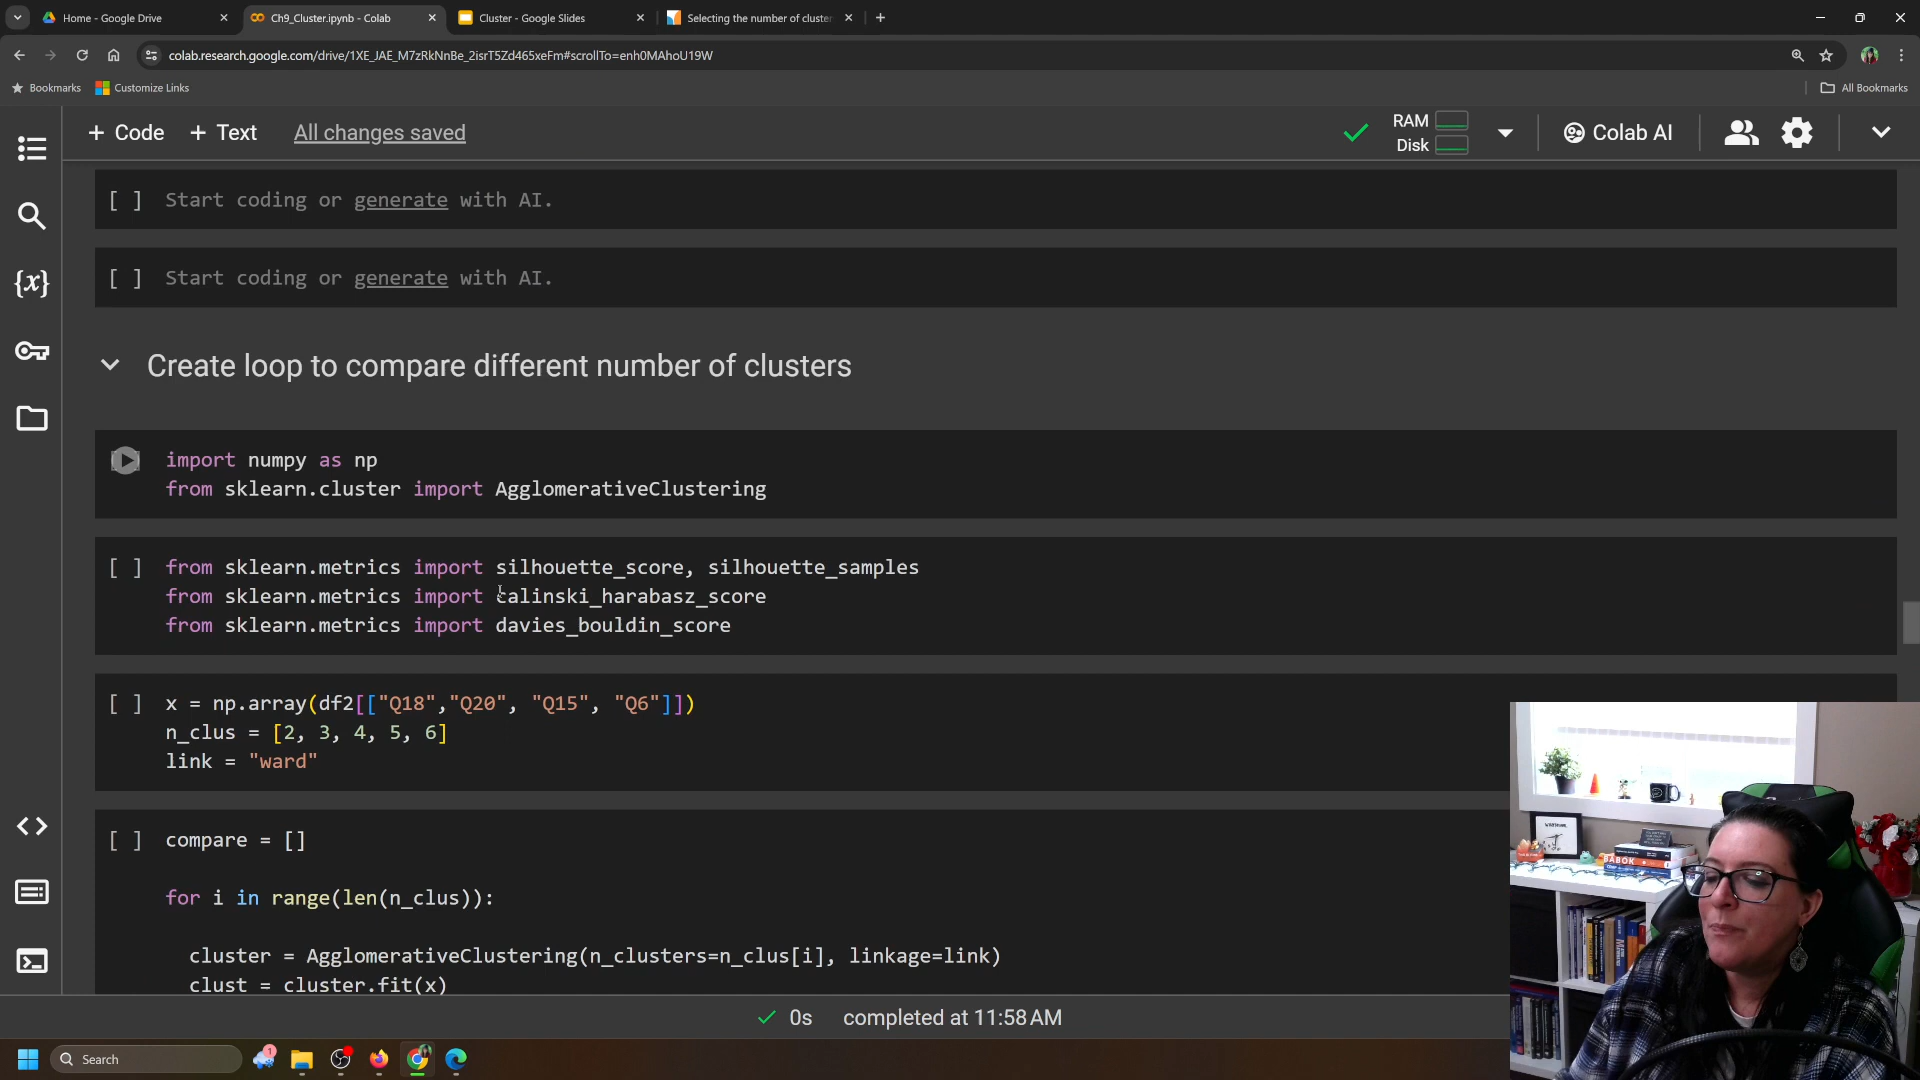 Home - Google Drive
Ch9_Cluster.ipynb - Colab
Cluster - Google Slides
Selecting the number of cluster
colab.research.google.com/drive/1XE_JAE_M7zRkNnBe_2isrT5Zd465xeFm#scrollTo=enh0MAhoU19W
Bookmarks
Customize Links
All Bookmarks
+ Code + Text All changes saved
RAM
Disk
Colab AI
[ ] Start coding or generate with AI.
[ ] Start coding or generate with AI.
Create loop to compare different number of clusters
import numpy as np
from sklearn.cluster import AgglomerativeClustering
[ ] from sklearn.metrics import silhouette_score, silhouette_samples
from sklearn.metrics import calinski_harabasz_score
from sklearn.metrics import davies_bouldin_score
[ ] x = np.array(df2[["Q18","Q20", "Q15", "Q6"]])
n_clus = [2, 3, 4, 5, 6]
link = "ward"
[ ] compare = []
for i in range(len(n_clus)):
cluster = AgglomerativeClustering(n_clusters=n_clus[i], linkage=link)
clust = cluster.fit(x)
0s completed at 11:58 AM
Search
1
BABOK